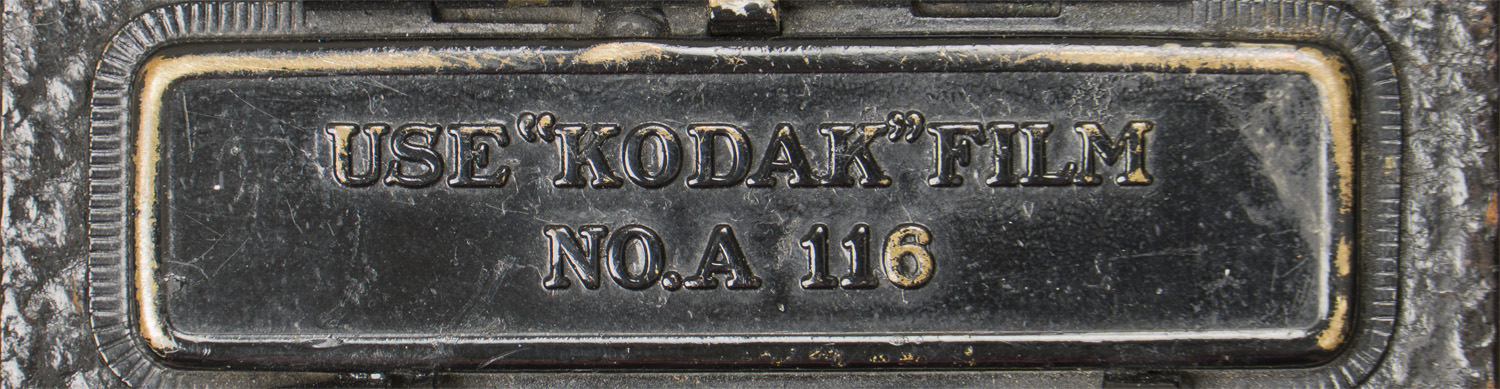 USE “KODAK” FILM
NO. A 116